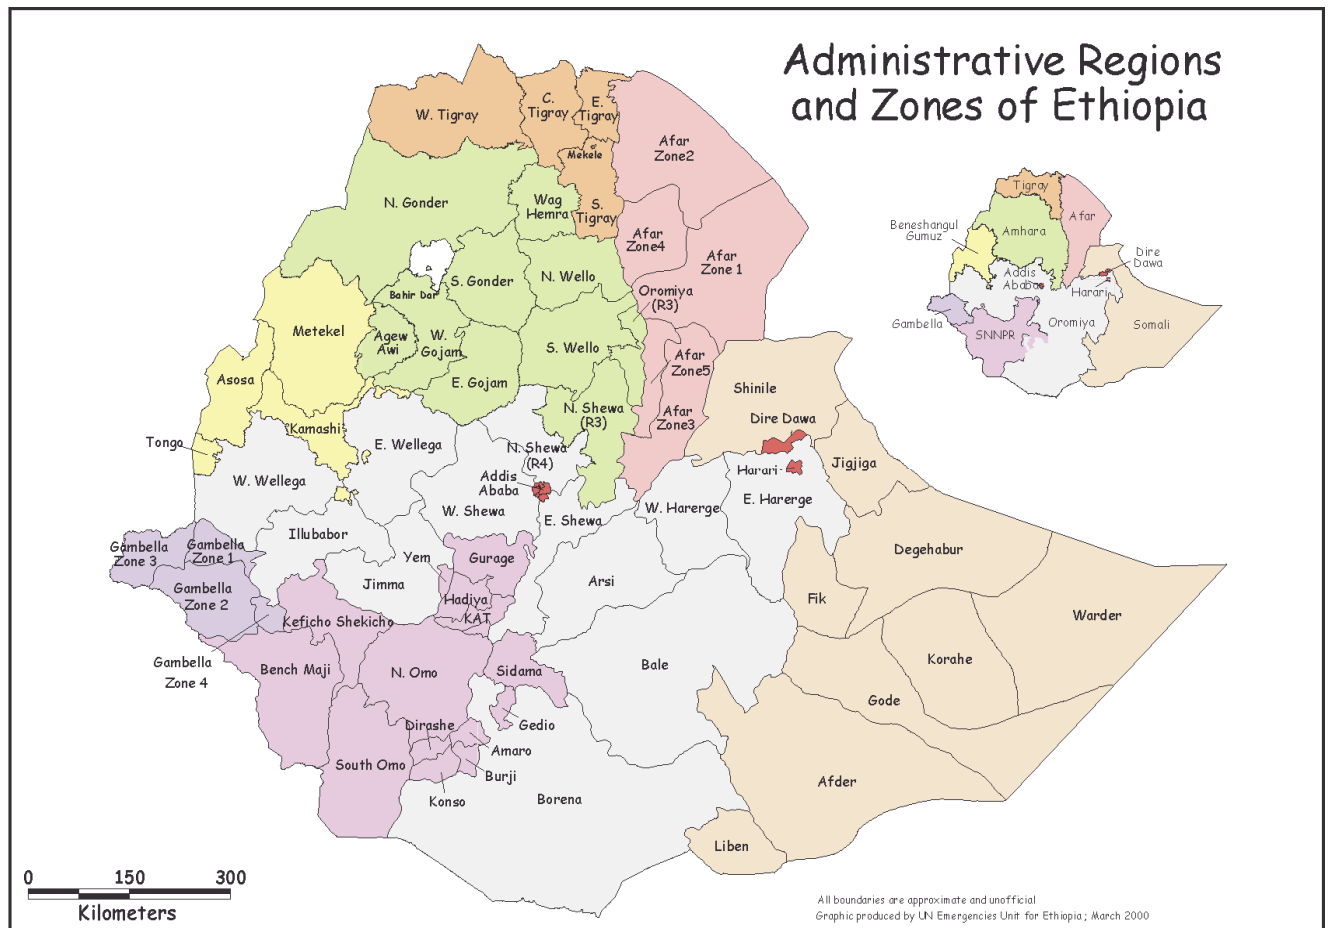 Administrative Regions
and Zones of Ethiopia
W. Tigray
C.
Tigray
E.
Tigray
Mekele
S.
Tigray
Afar
Zone2
N. Gonder
Wag
Hemra
Afar
Zone4
Afar
Zone 1
S. Gonder
N. Wello
Bahir Dar
Oromiya
(R3)
Metekel
Agew
Awi
W.
Gojam
S. Wello
Afar
Zone5
E. Gojam
Asosa
Shinile
N. Shewa
(R3)
Afar
Zone3
Dire Dawa
Kamashi
Tongo
E. Wellega
N. Shewa
(R4)
Jigjiga
W. Wellega
Addis
Ababa
Harari
E. Harerge
W. Harerge
W. Shewa
E. Shewa
Illubabor
Gambella
Zone 3
Gambella
Zone 1
Degehabur
Yem
Gurage
Jimma
Arsi
Gambella
Zone 2
Hadiya
Fik
KAT
Warder
Keficho Shekicho
Gambella
Zone 4
Bench Maji
N. Omo
Sidama
Bale
Korahe
Gode
Dirashe
Gedio
Amaro
South Omo
Burji
Afder
Konso
Borena
Liben
Tigray
Afar
Beneshangul
Gumuz
Amhara
Dire
Dawa
Addis
Ababa
Harari
Gambella
SNNPR
Oromiya
Somali
0 150 300
Kilometers
All boundaries are approximate and unofficial
Graphic produced by UN Emergencies Unit for Ethiopia; March 2000